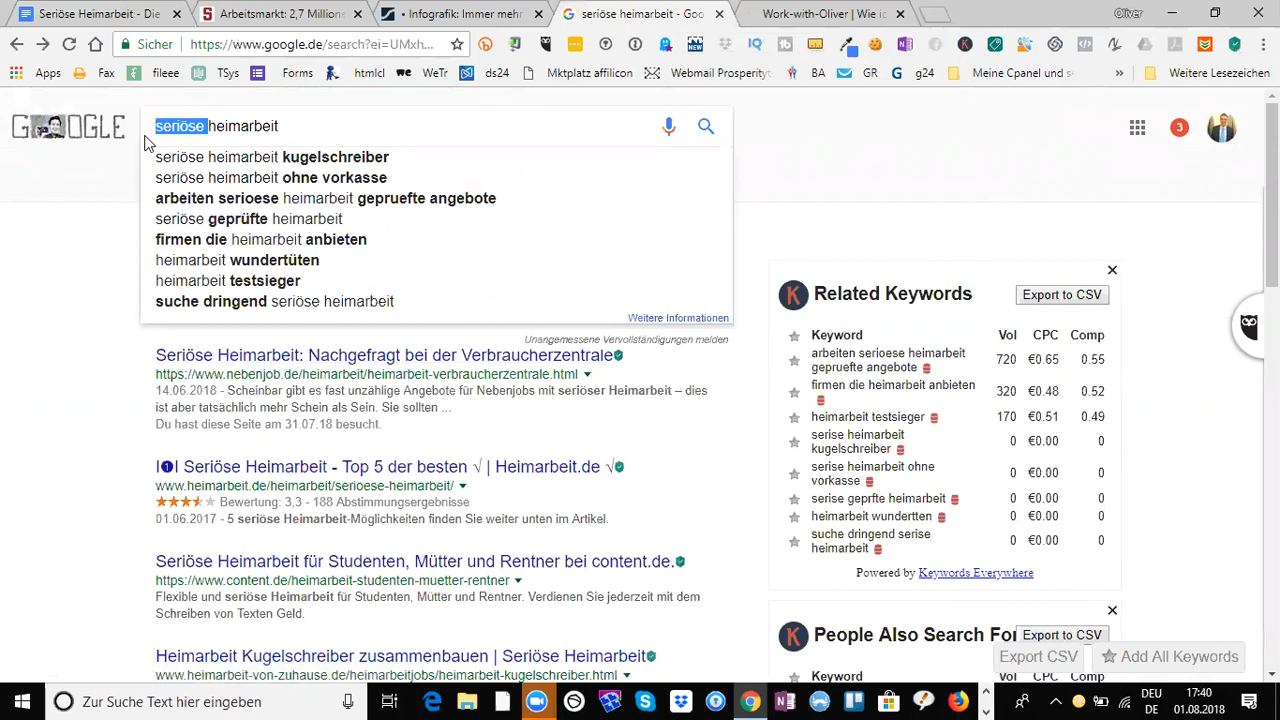 Seriöse Heimarbeit - Die
Arbeitsmarkt: 2,7 Millione
• Infografik: Immer mehr
seriöse Heimarbeit - Goo
Work-with-Oliver | Wie ic
Oliver
Sicher https://www.google.de/search?ei=UMxh...
NEW
Apps Fax fileee TSys Forms htmlcl WeTr ds24 Mktplatz affilicon Webmail Prosperity BA GR g24 Meine Cpanel und » Weitere Lesezeichen
GOOGLE
seriöse heimarbeit
3
seriöse heimarbeit kugelschreiber
seriöse heimarbeit ohne vorkasse
arbeiten serioese heimarbeit gepruefte angebote
seriöse geprüfte heimarbeit
firmen die heimarbeit anbieten
heimarbeit wundertüten
heimarbeit testsieger
suche dringend seriöse heimarbeit
Weitere Informationen
Unangemessene Vervollständigungen melden
Seriöse Heimarbeit: Nachgefragt bei der Verbraucherzentrale
https://www.nebenjob.de/heimarbeit/heimarbeit-verbraucherzentrale.html
14.06.2018 - Scheinbar gibt es fast unzählige Angebote für Nebenjobs mit seriöser Heimarbeit – dies
ist aber tatsächlich mehr Schein als Sein. Sie sollten ...
Du hast diese Seite am 31.07.18 besucht.
|❶| Seriöse Heimarbeit - Top 5 der besten √ | Heimarbeit.de √
www.heimarbeit.de/heimarbeit/serioese-heimarbeit/
Bewertung: 3,3 - 188 Abstimmungsergebnisse
01.06.2017 - 5 seriöse Heimarbeit-Möglichkeiten finden Sie weiter unten im Artikel.
Seriöse Heimarbeit für Studenten, Mütter und Rentner bei content.de.
https://www.content.de/heimarbeit-studenten-muetter-rentner
Flexible und seriöse Heimarbeit für Studenten, Mütter und Rentner. Verdienen Sie jederzeit mit dem
Schreiben von Texten Geld.
Heimarbeit Kugelschreiber zusammenbauen | Seriöse Heimarbeit
www.heimarbeit-von-zuhause.de/heimarbeitjobs/heimarbeit-kugelschreiber.html
Related Keywords Export to CSV
Keyword Vol CPC Comp
arbeiten serioese heimarbeit
gepruefte angebote 720 €0.65 0.55
firmen die heimarbeit anbieten 320 €0.48 0.52
heimarbeit testsieger 170 €0.51 0.49
serise heimarbeit
kugelschreiber 0 €0.00 0
serise heimarbeit ohne
vorkasse 0 €0.00 0
serise geprfte heimarbeit 0 €0.00 0
heimarbeit wundertten 0 €0.00 0
suche dringend serise
heimarbeit 0 €0.00 0
Powered by Keywords Everywhere
People Also Search For Export to CSV
Export CSV Add All Keywords
Keyword
Zur Suche Text hier eingeben
DEU
DE
17:40
01.08.2018